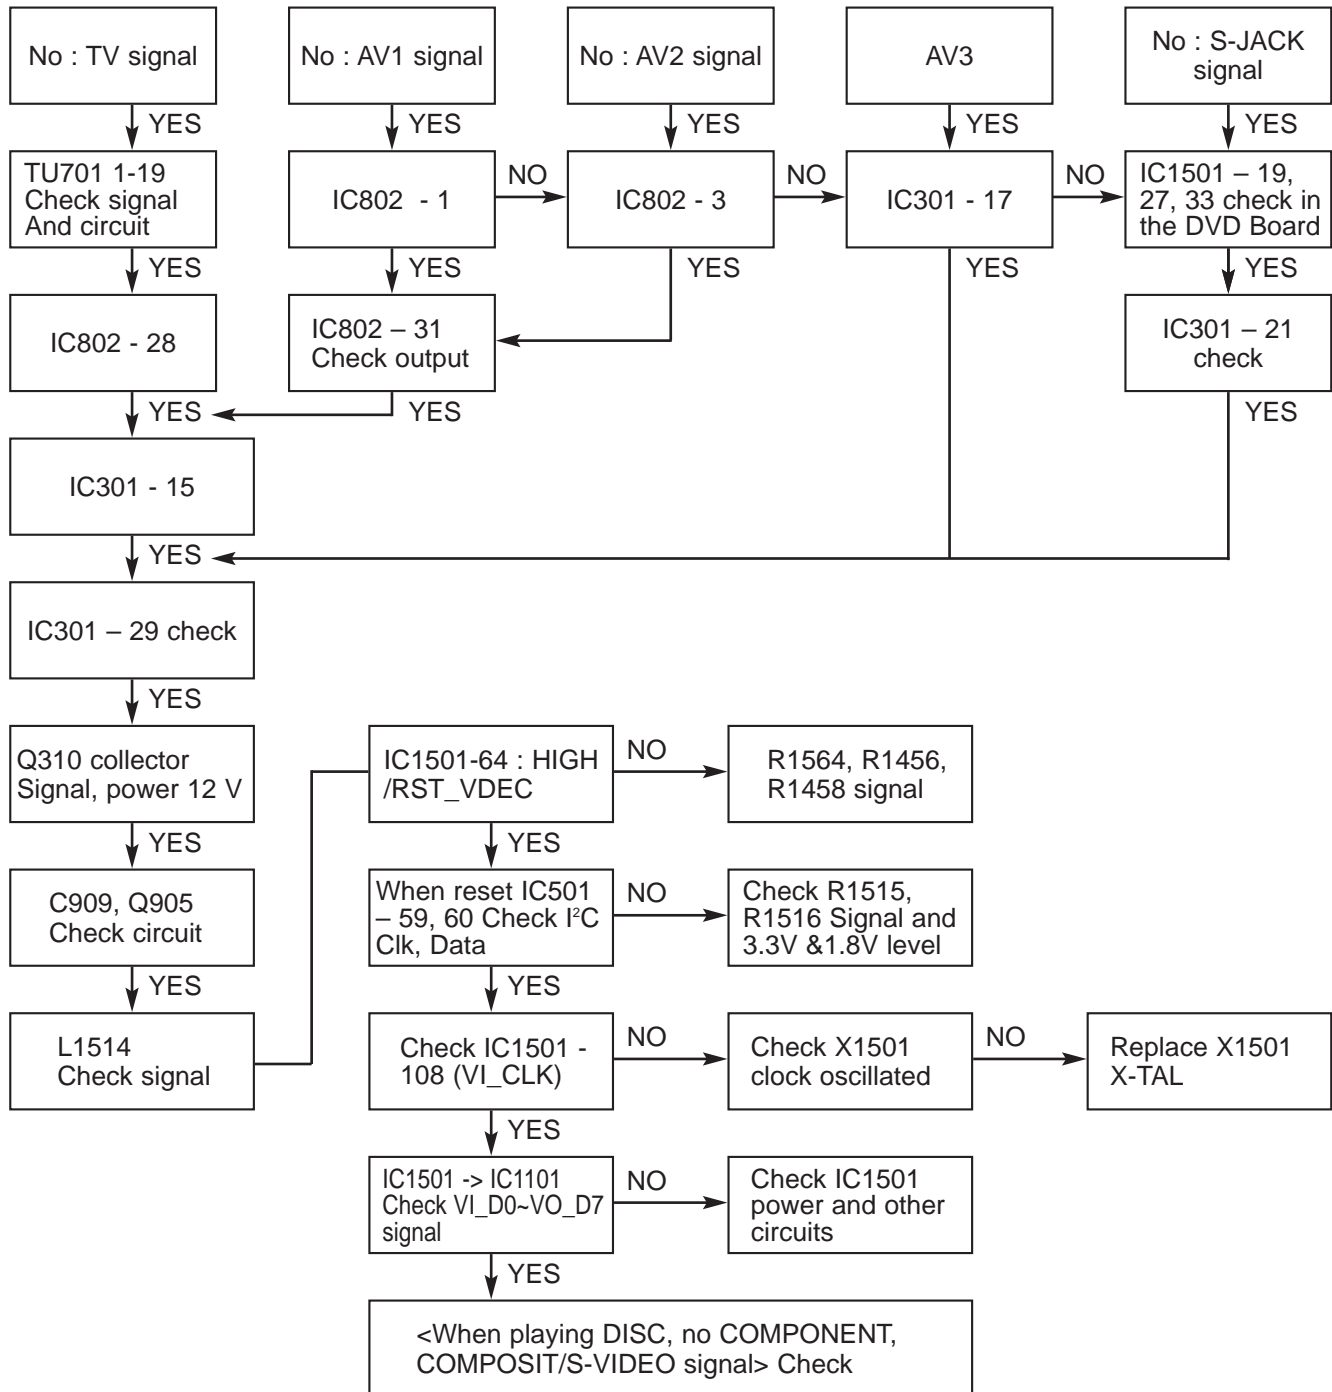 No : TV signal
No : AV1 signal
No : AV2 signal
AV3
No : S-JACK
signal
YES
YES
YES
YES
YES
TU701 1-19
Check signal
And circuit
IC802 - 1
NO
IC802 - 3
NO
IC301 - 17
NO
IC1501 – 19,
27, 33 check in
the DVD Board
YES
YES
YES
YES
YES
IC802 - 28
IC802 – 31
Check output
IC301 – 21
check
YES
YES
YES
IC301 - 15
YES
IC301 – 29 check
YES
Q310 collector
Signal, power 12 V
IC1501-64 : HIGH
/RST_VDEC
NO
R1564, R1456,
R1458 signal
YES
YES
C909, Q905
Check circuit
When reset IC501
– 59, 60 Check I²C
Clk, Data
NO
Check R1515,
R1516 Signal and
3.3V &1.8V level
YES
YES
L1514
Check signal
Check IC1501 -
108 (VI_CLK)
NO
Check X1501
clock oscillated
NO
Replace X1501
X-TAL
YES
IC1501 -> IC1101
Check VI_D0~VO_D7
signal
NO
Check IC1501
power and other
circuits
YES
<When playing DISC, no COMPONENT,
COMPOSIT/S-VIDEO signal> Check